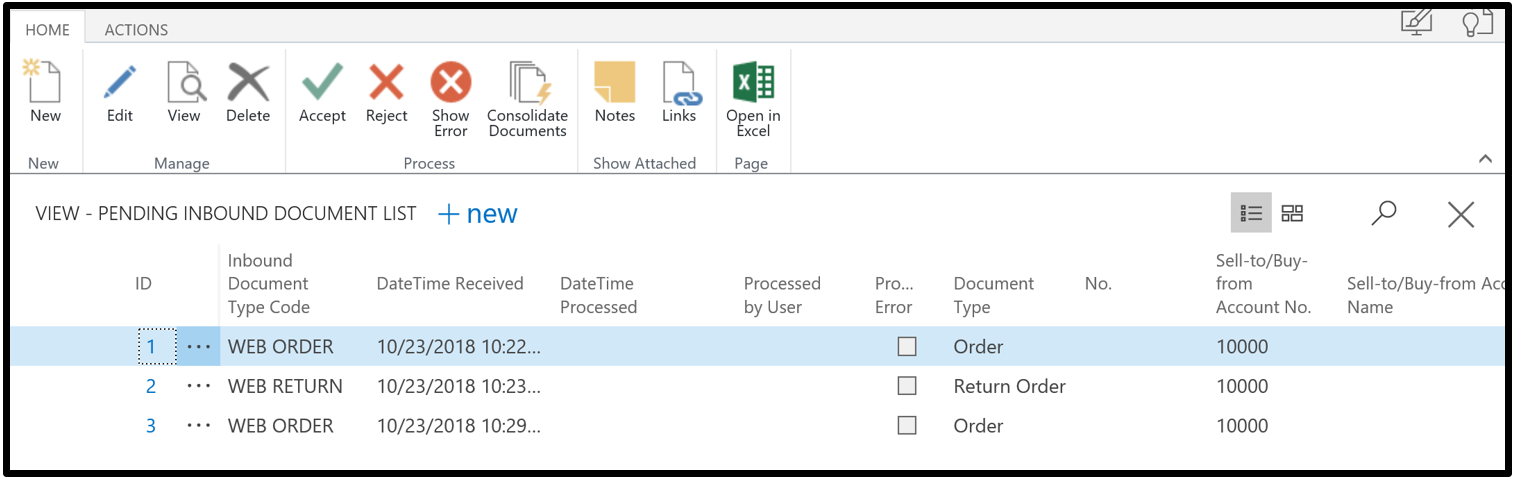 HOME ACTIONS
New Edit View Delete Accept Reject Show Error Consolidate Documents Notes Links Open in Excel
New Manage Process Show Attached Page
VIEW - PENDING INBOUND DOCUMENT LIST + new
ID Inbound Document Type Code DateTime Received DateTime Processed Processed by User Pro... Error Document Type No. Sell-to/Buy-from Account No. Sell-to/Buy-from Acc Name
1 ··· WEB ORDER 10/23/2018 10:22... Order 10000
2 ··· WEB RETURN 10/23/2018 10:23... Return Order 10000
3 ··· WEB ORDER 10/23/2018 10:29... Order 10000